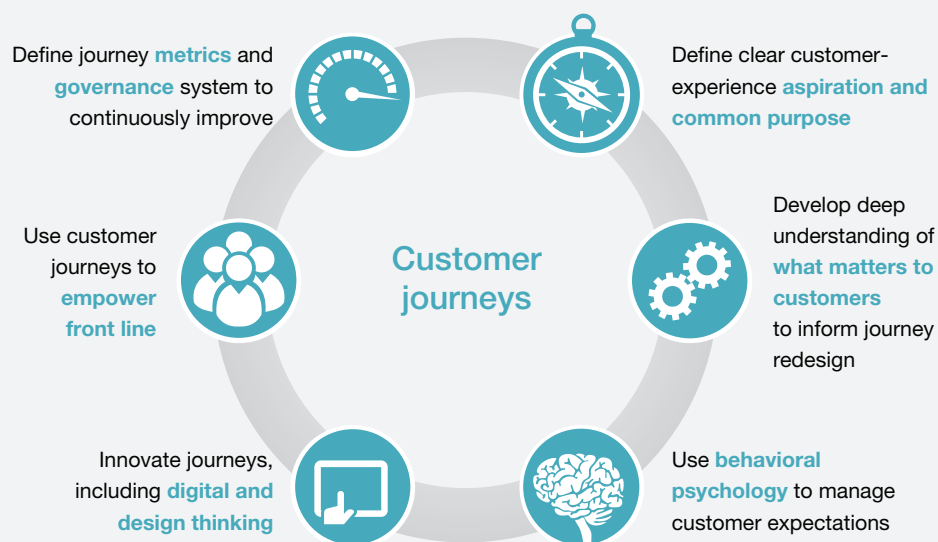 Define journey metrics and
governance system to
continuously improve
Define clear customer-
experience aspiration and
common purpose
Use customer
journeys to
empower
front line
Customer
journeys
Develop deep
understanding of
what matters to
customers
to inform journey
redesign
Innovate journeys,
including digital and
design thinking
Use behavioral
psychology to manage
customer expectations